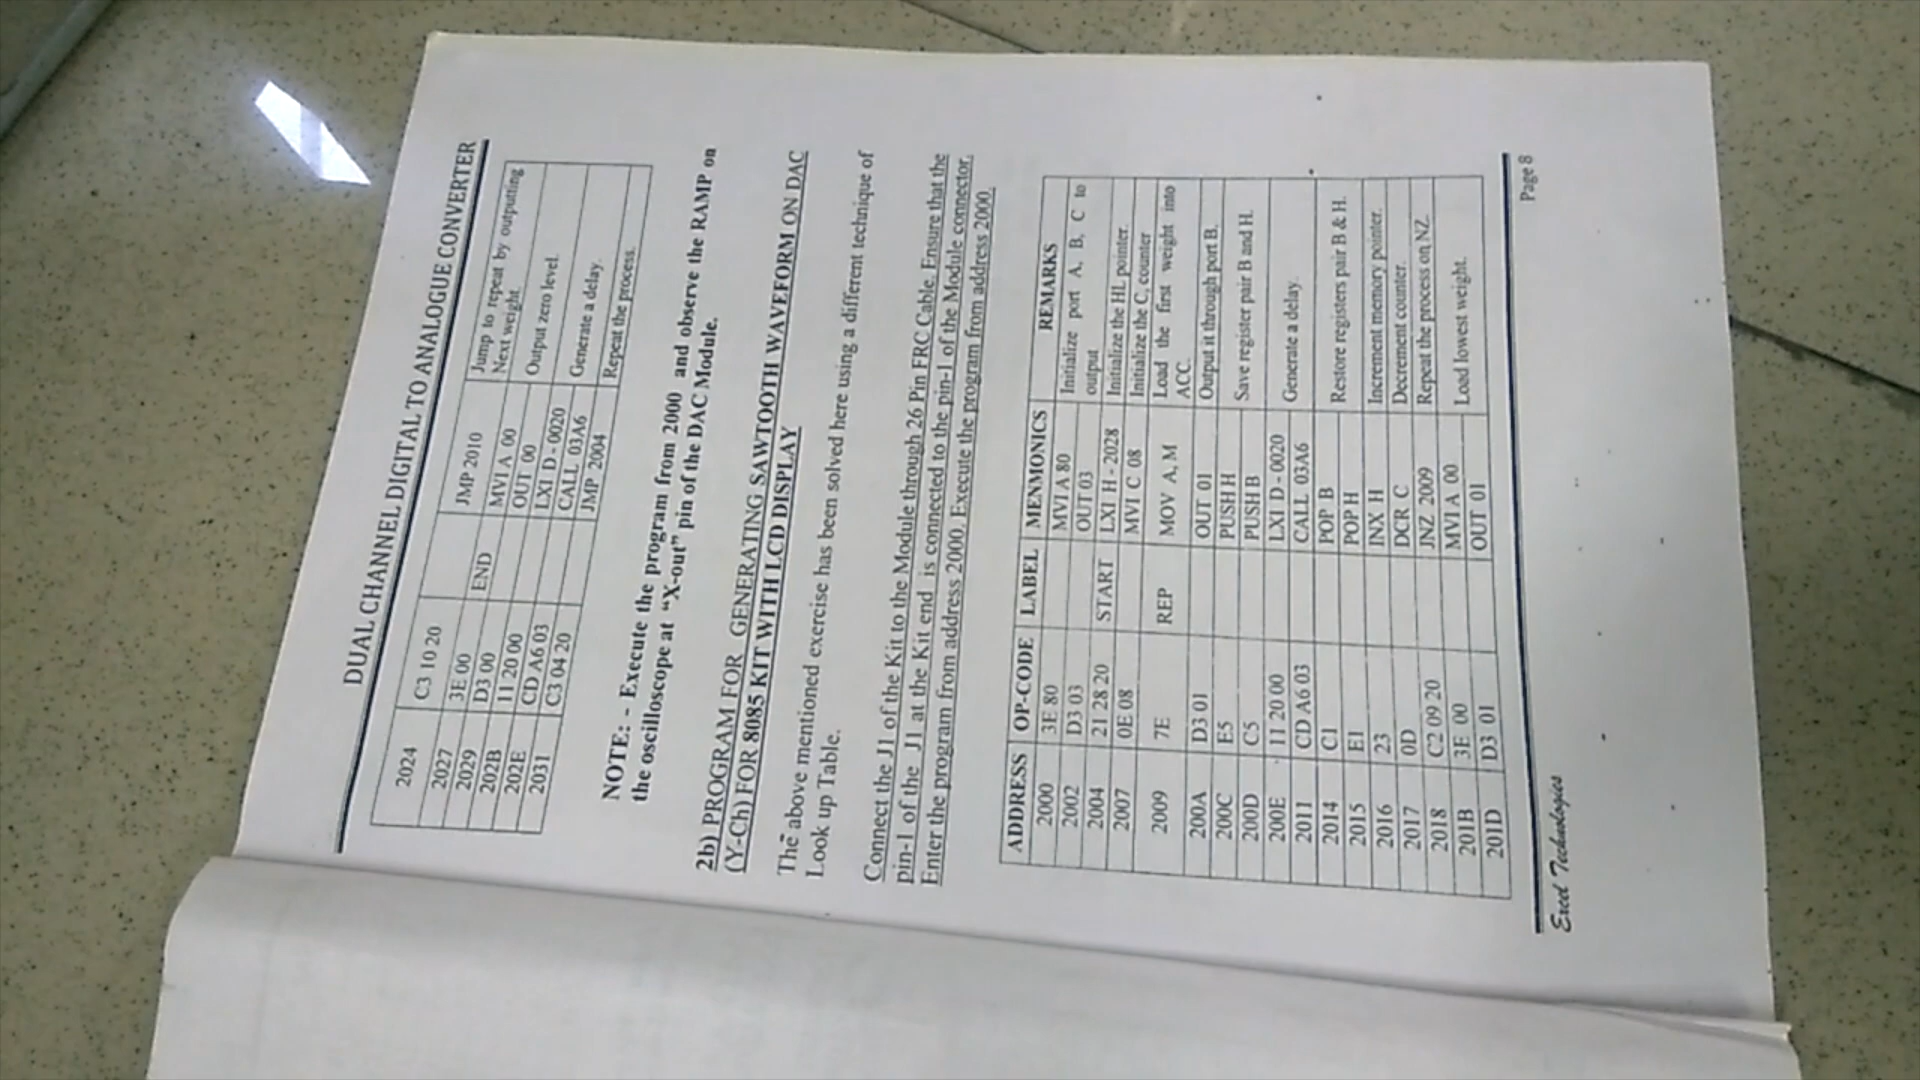 DUAL CHANNEL DIGITAL TO ANALOGUE CONVERTER
2024 C3 10 20 JMP 2010 Jump to repeat by outputting Next weight.
2027 3E 00 END MVI A 00 Output zero level.
2029 D3 00 OUT 00
202B 11 20 00 LXI D - 0020 Generate a delay.
202E CD A6 03 CALL 03A6
2031 C3 04 20 JMP 2004 Repeat the process.
NOTE: - Execute the program from 2000 and observe the RAMP on
the oscilloscope at "X-out" pin of the DAC Module.
2b) PROGRAM FOR GENERATING SAWTOOTH WAVEFORM ON DAC
(Y-Ch) FOR 8085 KIT WITH LCD DISPLAY
The above mentioned exercise has been solved here using a different technique of
Look up Table.
Connect the J1 of the Kit to the Module through 26 Pin FRC Cable. Ensure that the
pin-1 of the J1 at the Kit end is connected to the pin-1 of the Module connector.
Enter the program from address 2000. Execute the program from address 2000.
ADDRESS OP-CODE LABEL MENMONICS REMARKS
2000 3E 80 MVI A 80 Initialize port A, B, C to
2002 D3 03 OUT 03 output
2004 21 28 20 START LXI H - 2028 Initialize the HL pointer.
2007 0E 08 MVI C 08 Initialize the C, counter
2009 7E REP MOV A, M Load the first weight into ACC.
200A D3 01 OUT 01 Output it through port B.
200C E5 PUSH H Save register pair B and H.
200D C5 PUSH B
200E 11 20 00 LXI D - 0020 Generate a delay.
2011 CD A6 03 CALL 03A6
2014 C1 POP B Restore registers pair B & H.
2015 E1 POP H
2016 23 INX H Increment memory pointer.
2017 0D DCR C Decrement counter.
2018 C2 09 20 JNZ 2009 Repeat the process on NZ.
201B 3E 00 MVI A 00 Load lowest weight.
201D D3 01 OUT 01
Excel Technologies Page 8